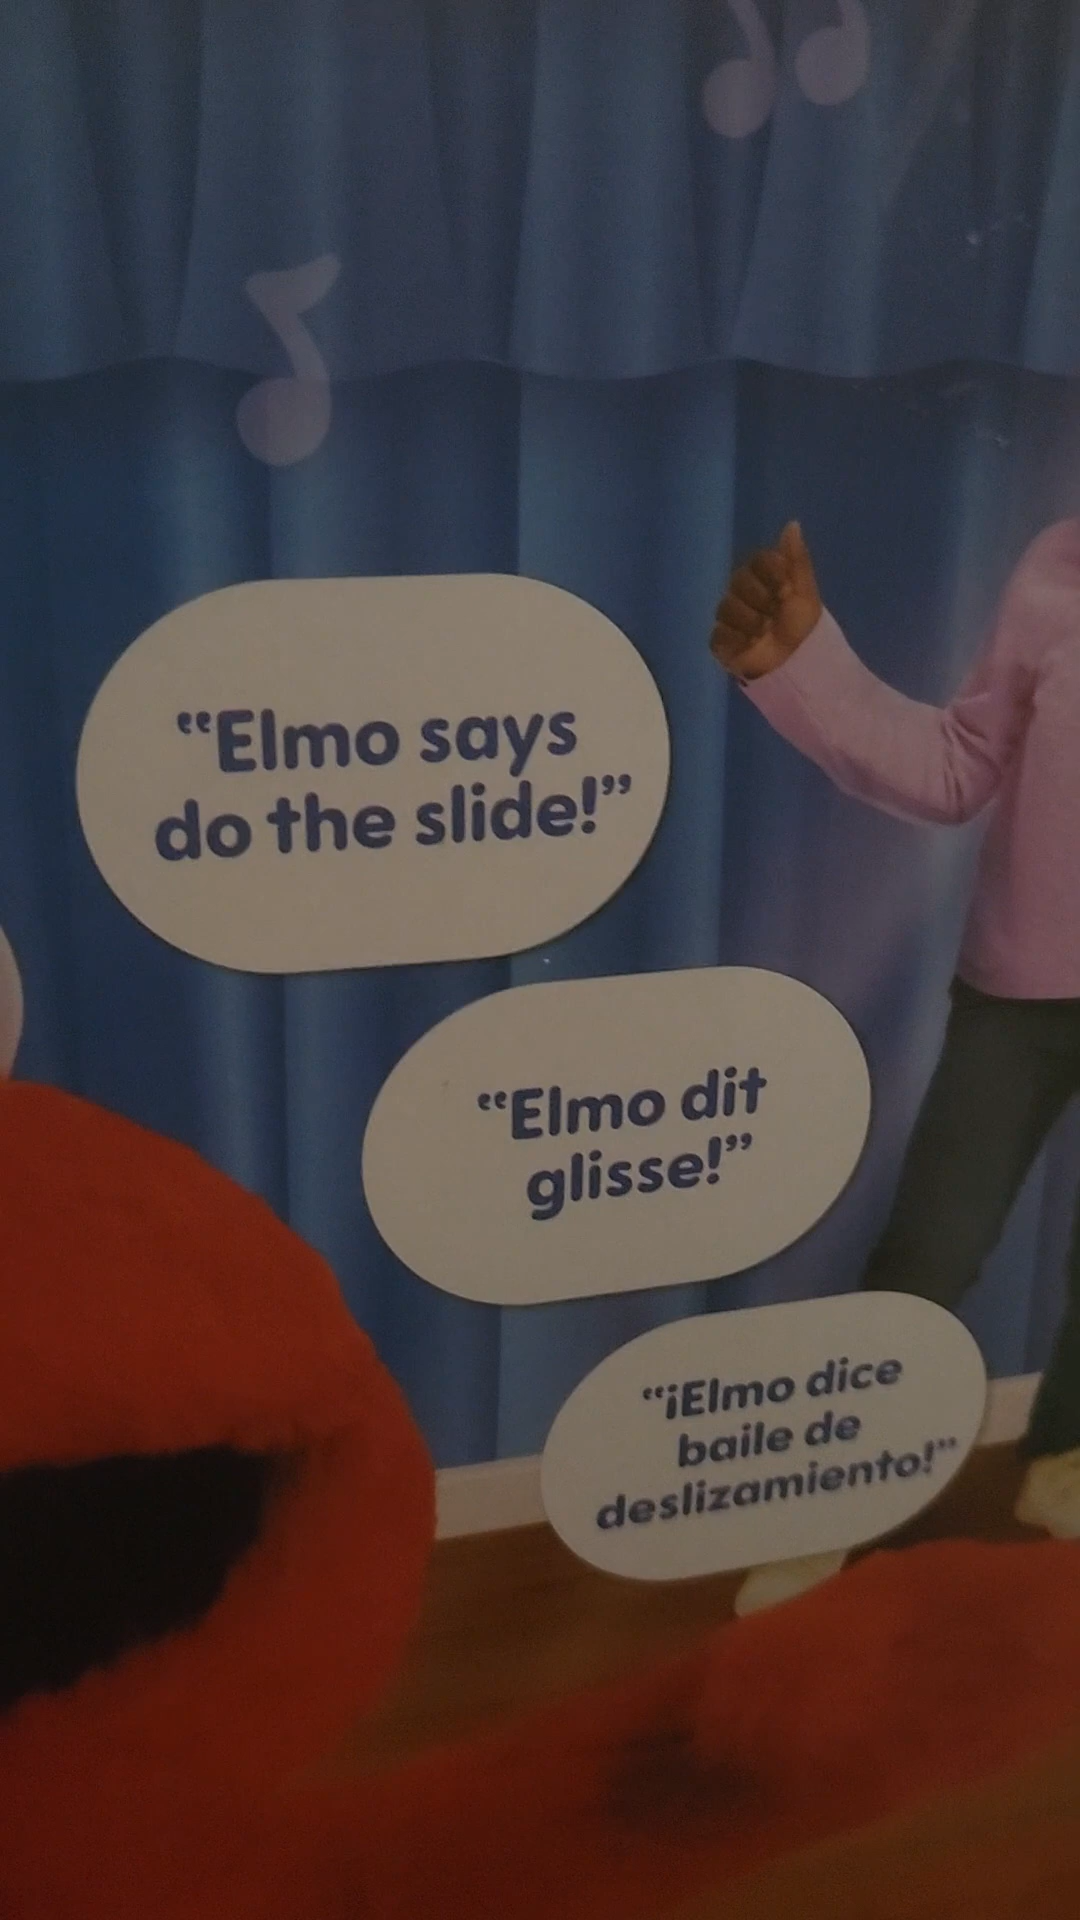 “Elmo says
do the slide!”
“Elmo dit
glisse!”
“¡Elmo dice
baile de
deslizamiento!”